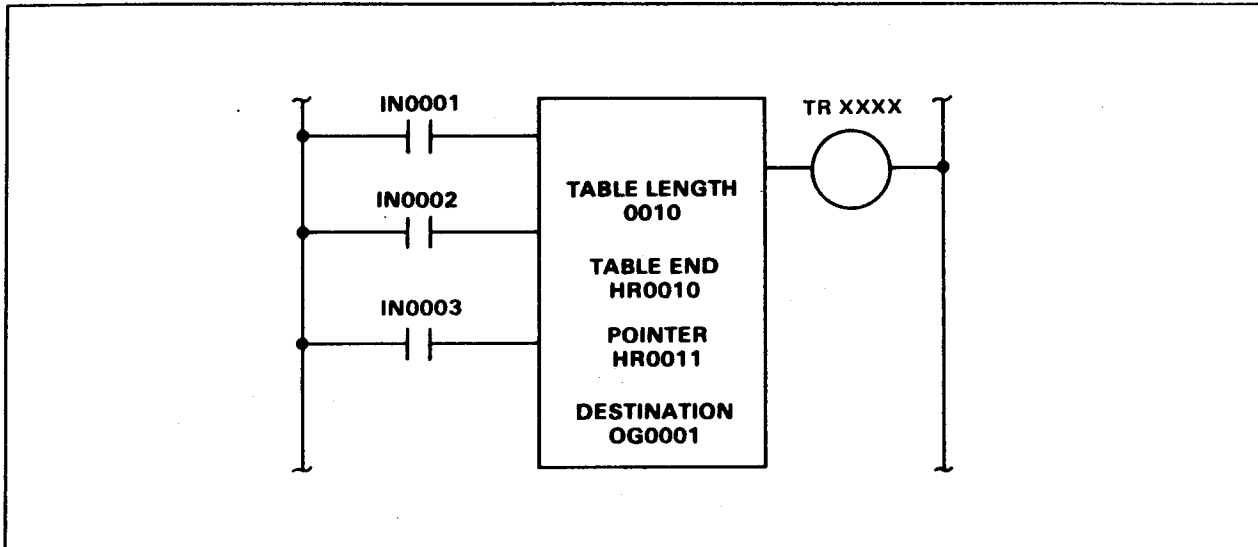 IN0001
TR XXXX
IN0002
TABLE LENGTH
0010
TABLE END
HR0010
IN0003
POINTER
HR0011
DESTINATION
OG0001